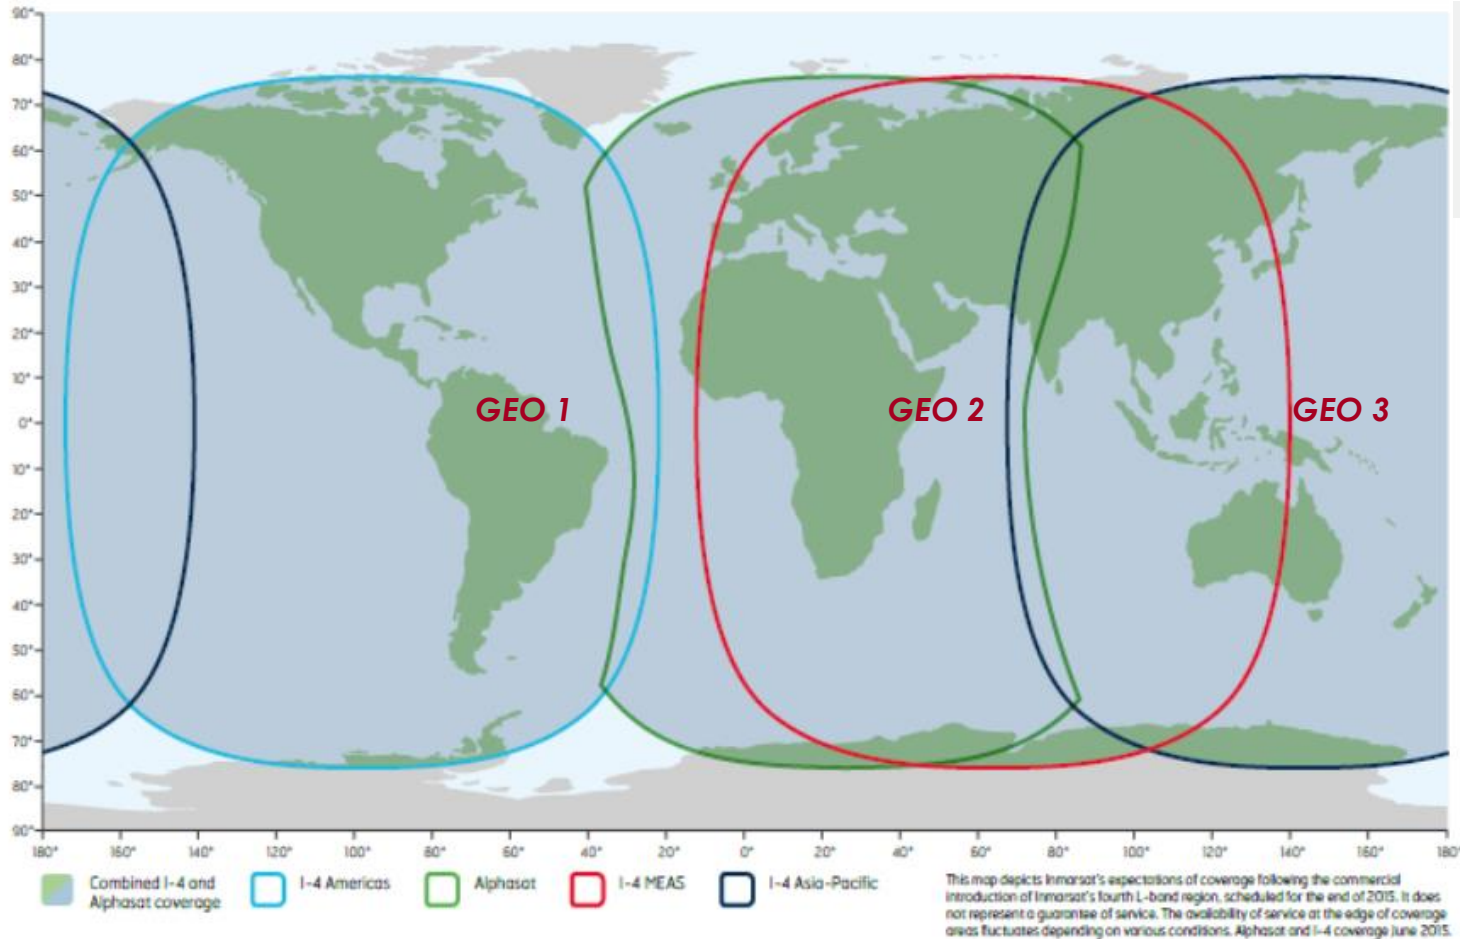 90°
80°
70°
60°
50°
40°
30°
20°
10°
0°
10°
20°
30°
40°
50°
60°
70°
80°
90°
GEO 1
GEO 2
GEO 3
180° 160° 140° 120° 100° 80° 60° 40° 20° 0° 20° 40° 60° 80° 100° 120° 140° 160° 180°
Combined I-4 and
Alphasat coverage
I-4 Americas
Alphasat
I-4 MEAS
I-4 Asia-Pacific
This map depicts Inmarsat's expectations of coverage following the commercial
introduction of Inmarsat's fourth L-band region, scheduled for the end of 2015. It does
not represent a guarantee of service. The availability of service at the edge of coverage
areas fluctuates depending on various conditions. Alphasat and I-4 coverage June 2015.